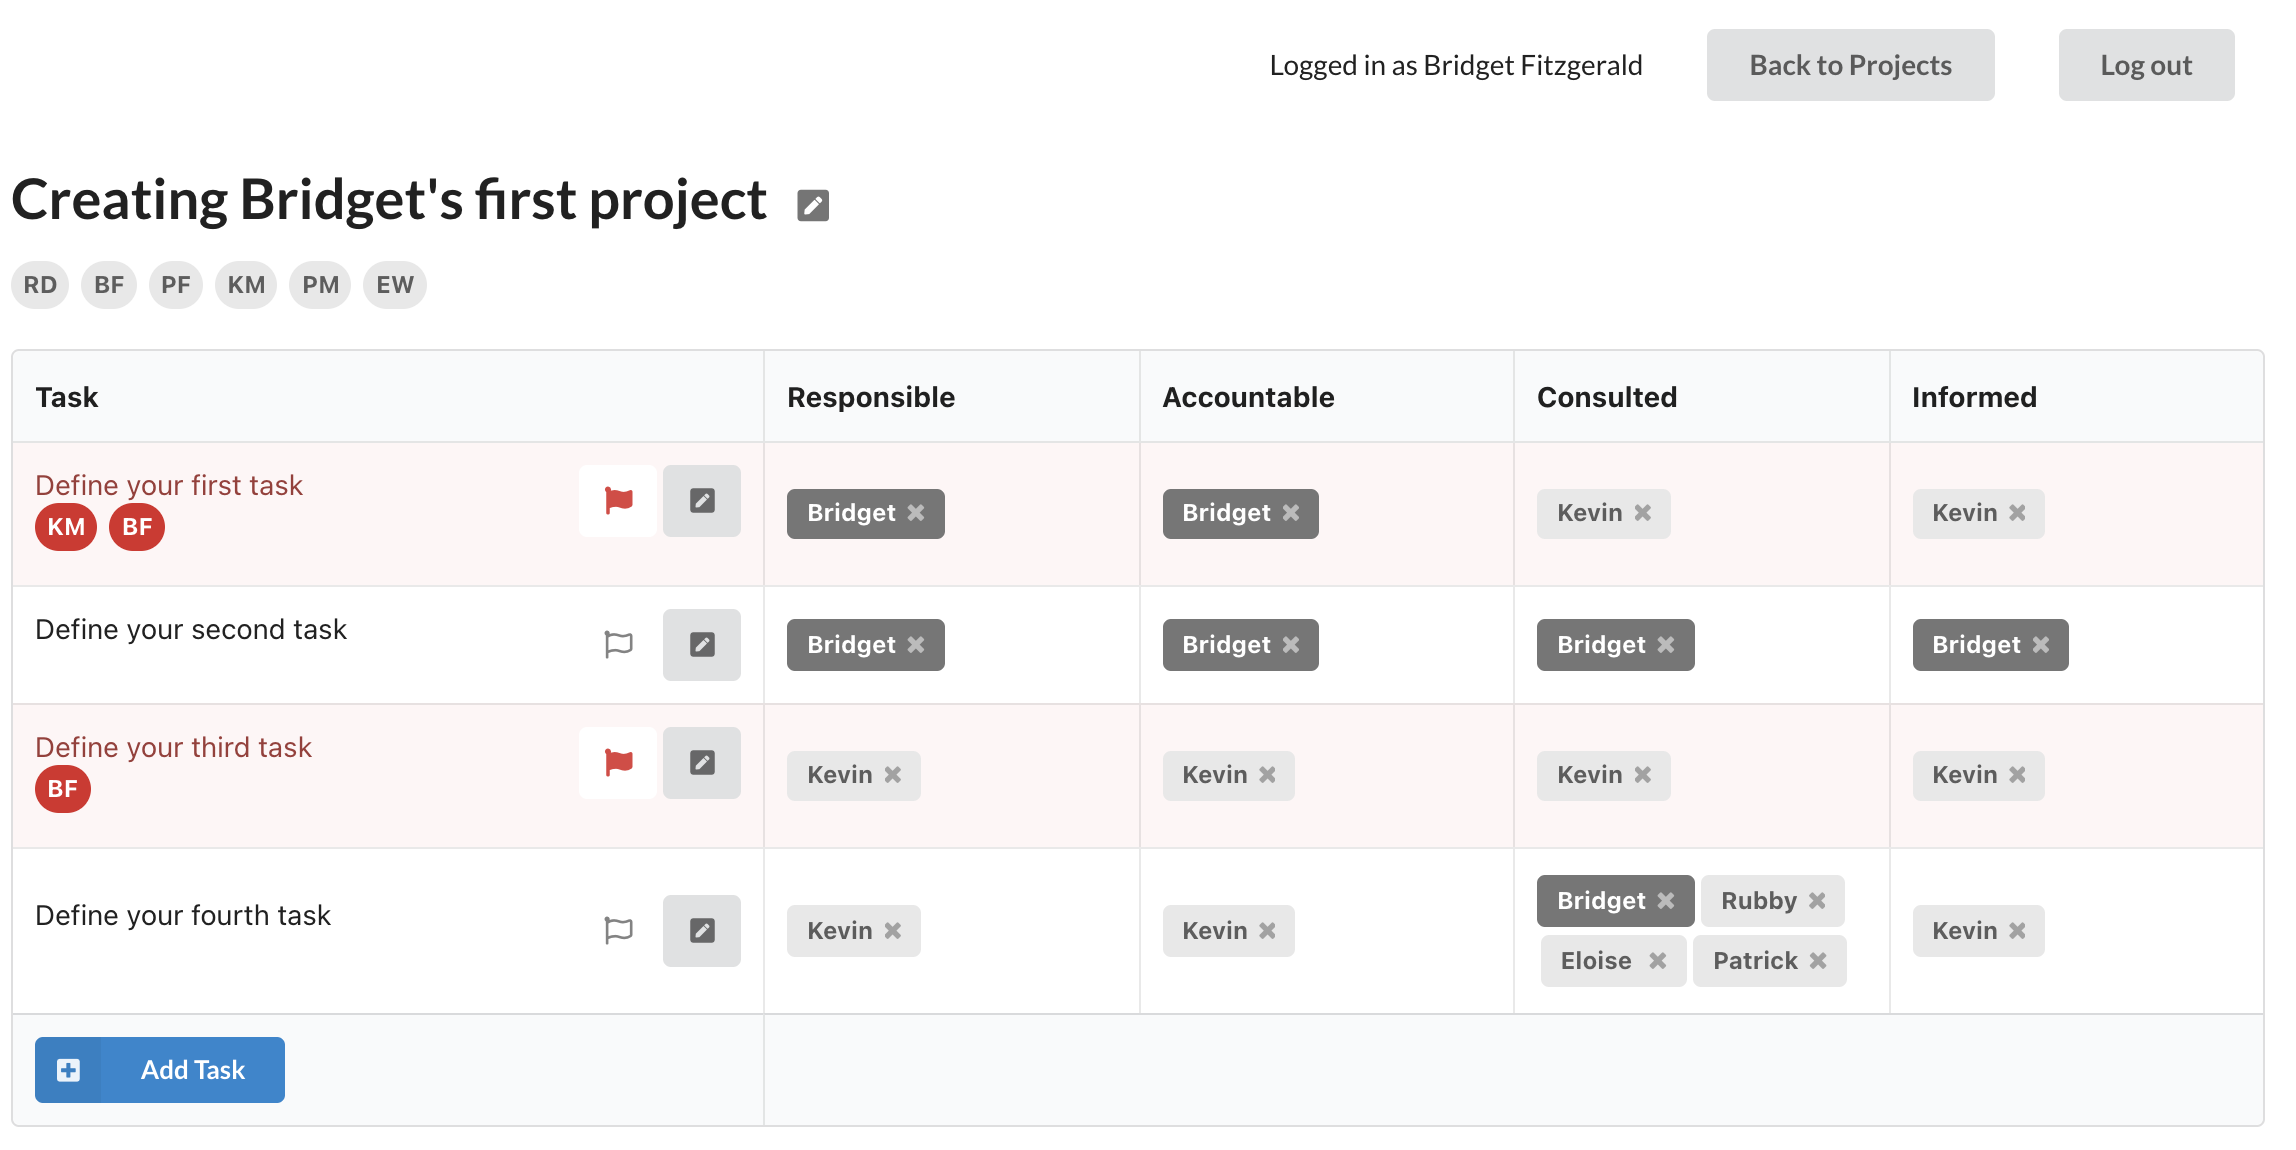 Logged in as Bridget Fitzgerald Back to Projects Log out
Creating Bridget's first project
RD BF PF KM PM EW
Task Responsible Accountable Consulted Informed
Define your first task
KM BF
Bridget Bridget Kevin Kevin
Define your second task Bridget Bridget Bridget Bridget
Define your third task
BF
Kevin Kevin Kevin Kevin
Bridget Rubby
Define your fourth task Kevin Kevin Kevin
Eloise Patrick
Add Task